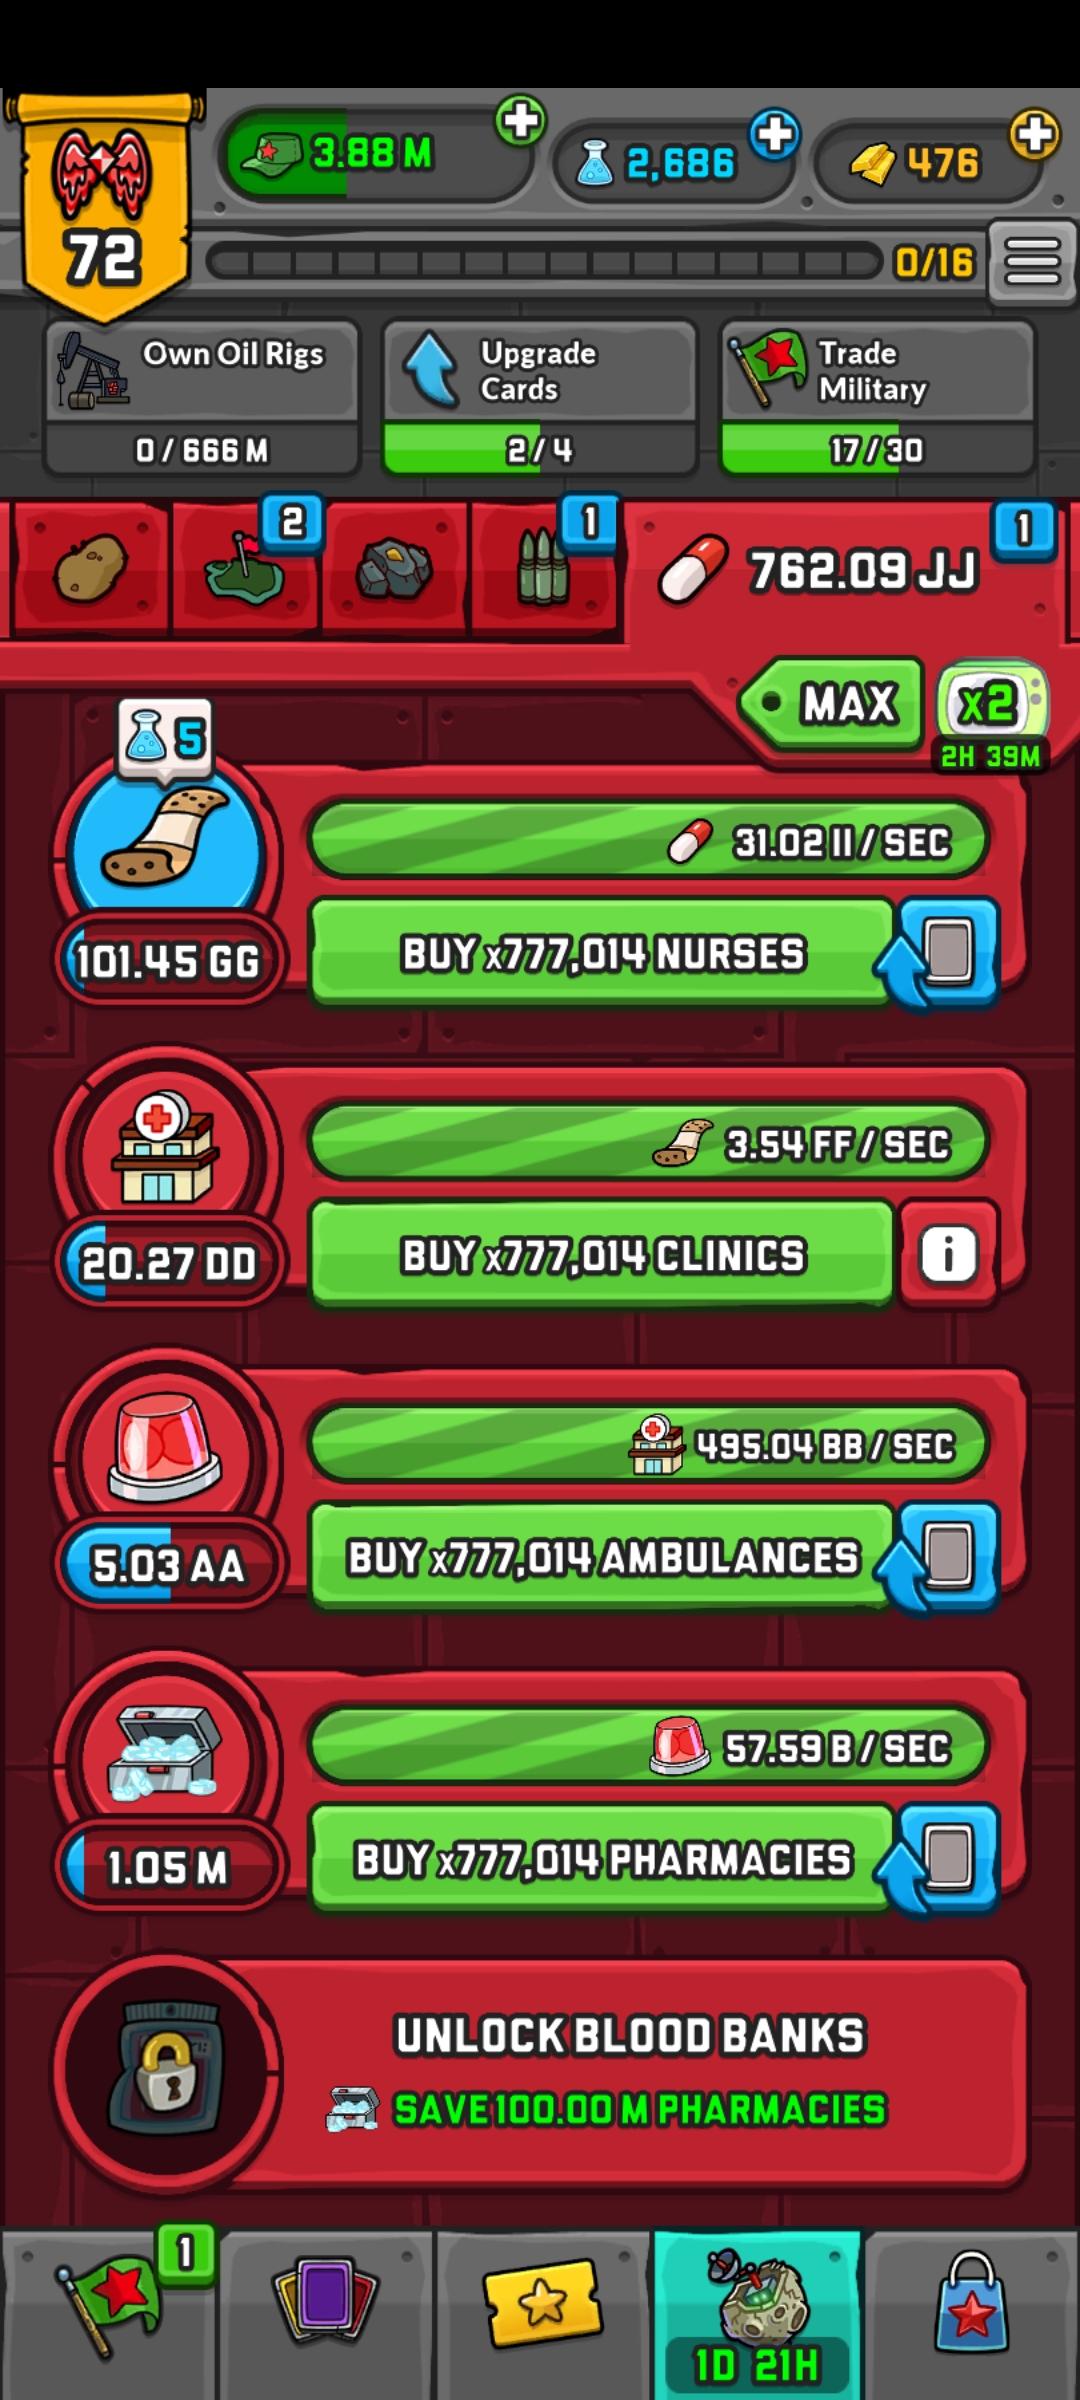 72
3.88 M
2,686
476
0/16
Own Oil Rigs
0 / 666 M
Upgrade
Cards
2 / 4
Trade
Military
17 / 30
2
1
762.09 JJ
1
MAX
x2
2H 39M
5
31.02 II / SEC
101.45 GG
BUY x777,014 NURSES
3.54 FF / SEC
20.27 DD
BUY x777,014 CLINICS
i
495.04 BB / SEC
5.03 AA
BUY x777,014 AMBULANCES
57.59 B / SEC
1.05 M
BUY x777,014 PHARMACIES
UNLOCK BLOOD BANKS
SAVE 100.00 M PHARMACIES
1
1D 21H